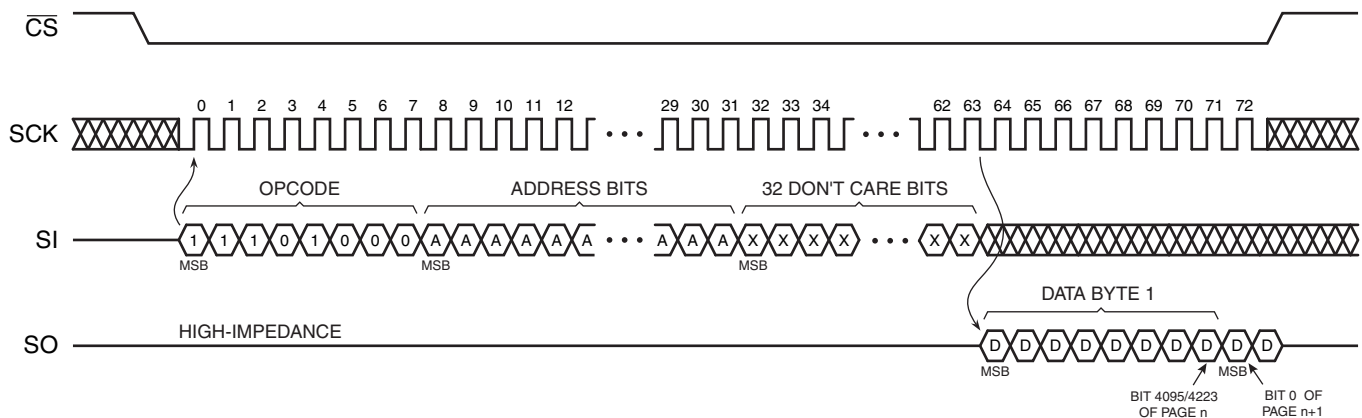 CS
0 1 2 3 4 5 6 7 8 9 10 11 12 29 30 31 32 33 34 62 63 64 65 66 67 68 69 70 71 72
SCK
OPCODE ADDRESS BITS 32 DON'T CARE BITS
SI 1 1 1 0 1 0 0 0 A A A A A A A A A X X X X X X
MSB MSB MSB
DATA BYTE 1
HIGH-IMPEDANCE
SO D D D D D D D D D D
MSB MSB
BIT 4095/4223
OF PAGE n
BIT 0 OF
PAGE n+1